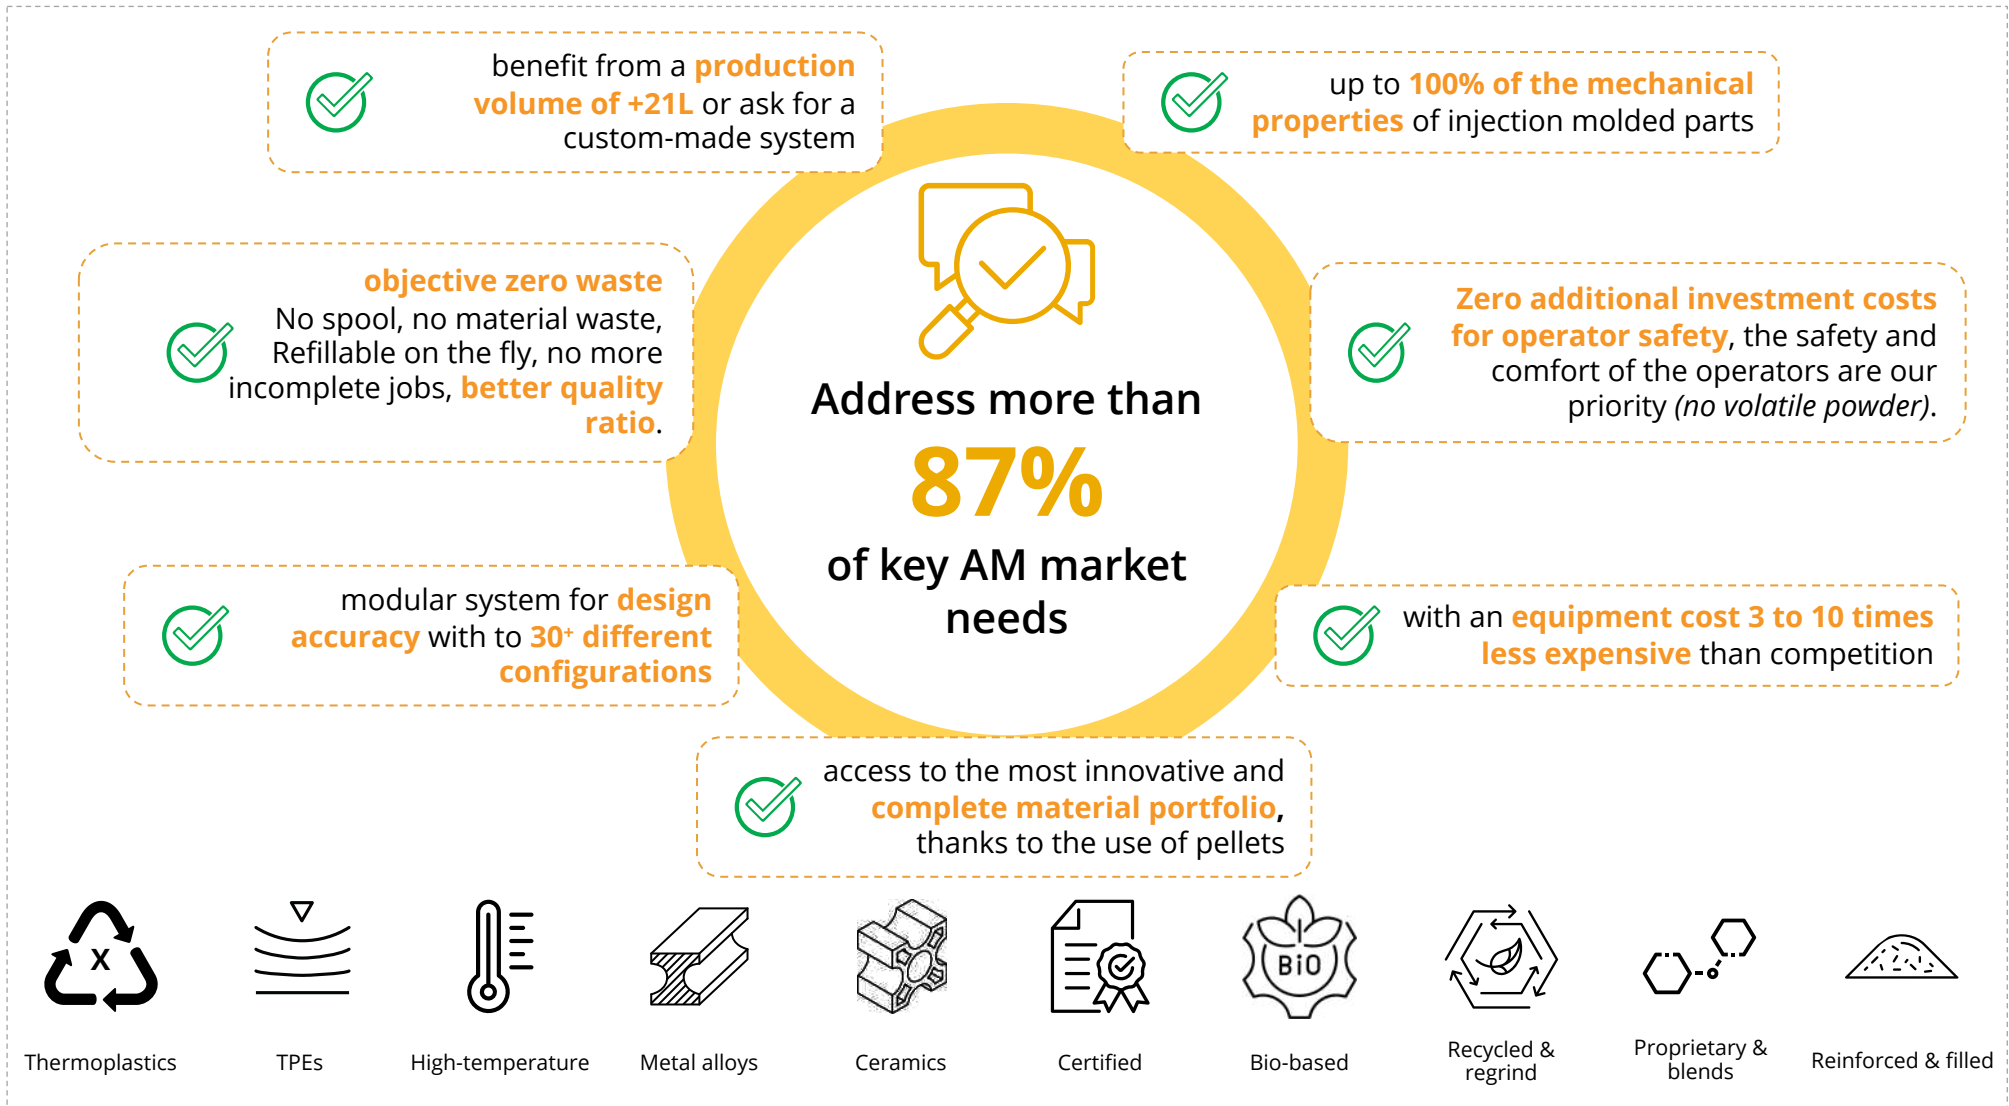 benefit from a production
volume of +21L or ask for a
custom-made system
up to 100% of the mechanical
properties of injection molded parts
objective zero waste
No spool, no material waste,
Refillable on the fly, no more
incomplete jobs, better quality
ratio.
Zero additional investment costs
for operator safety, the safety and
comfort of the operators are our
priority (no volatile powder).
Address more than
87%
of key AM market
needs
modular system for design
accuracy with to 30⁺ different
configurations
with an equipment cost 3 to 10 times
less expensive than competition
access to the most innovative and
complete material portfolio,
thanks to the use of pellets
X
BiO
Thermoplastics
TPEs
High-temperature
Metal alloys
Ceramics
Certified
Bio-based
Recycled &
regrind
Proprietary &
blends
Reinforced & filled